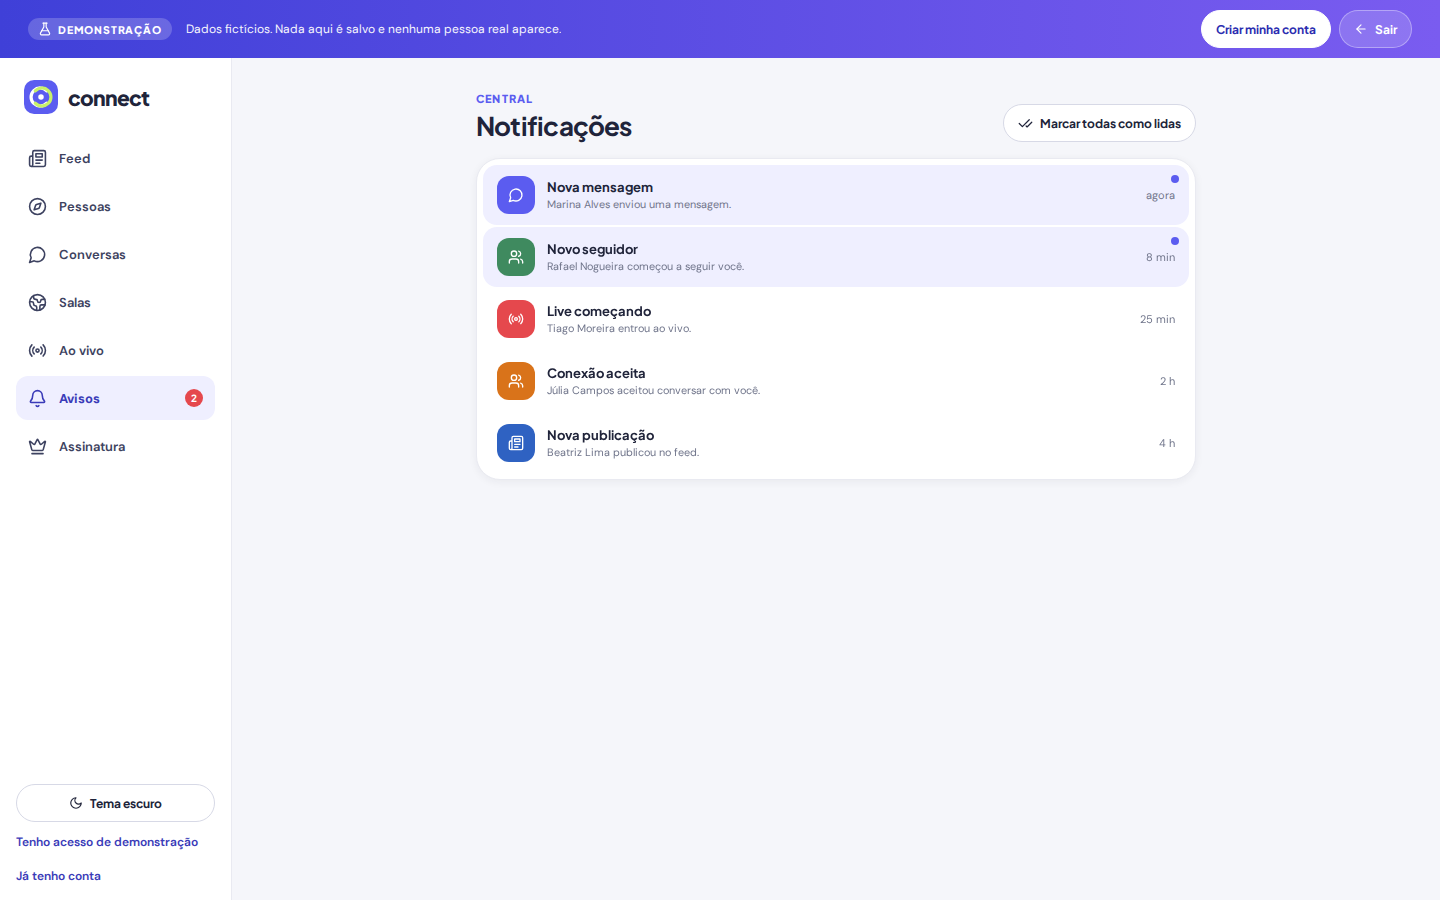 DEMONSTRAÇÃO
Dados fictícios. Nada aqui é salvo e nenhuma pessoa real aparece.
Criar minha conta
Sair
connect
Feed
Pessoas
Conversas
Salas
Ao vivo
Avisos
2
Assinatura
Tema escuro
Tenho acesso de demonstração
Já tenho conta
CENTRAL
Notificações
Marcar todas como lidas
Nova mensagem
Marina Alves enviou uma mensagem.
agora
Novo seguidor
Rafael Nogueira começou a seguir você.
8 min
Live começando
Tiago Moreira entrou ao vivo.
25 min
Conexão aceita
Júlia Campos aceitou conversar com você.
2 h
Nova publicação
Beatriz Lima publicou no feed.
4 h